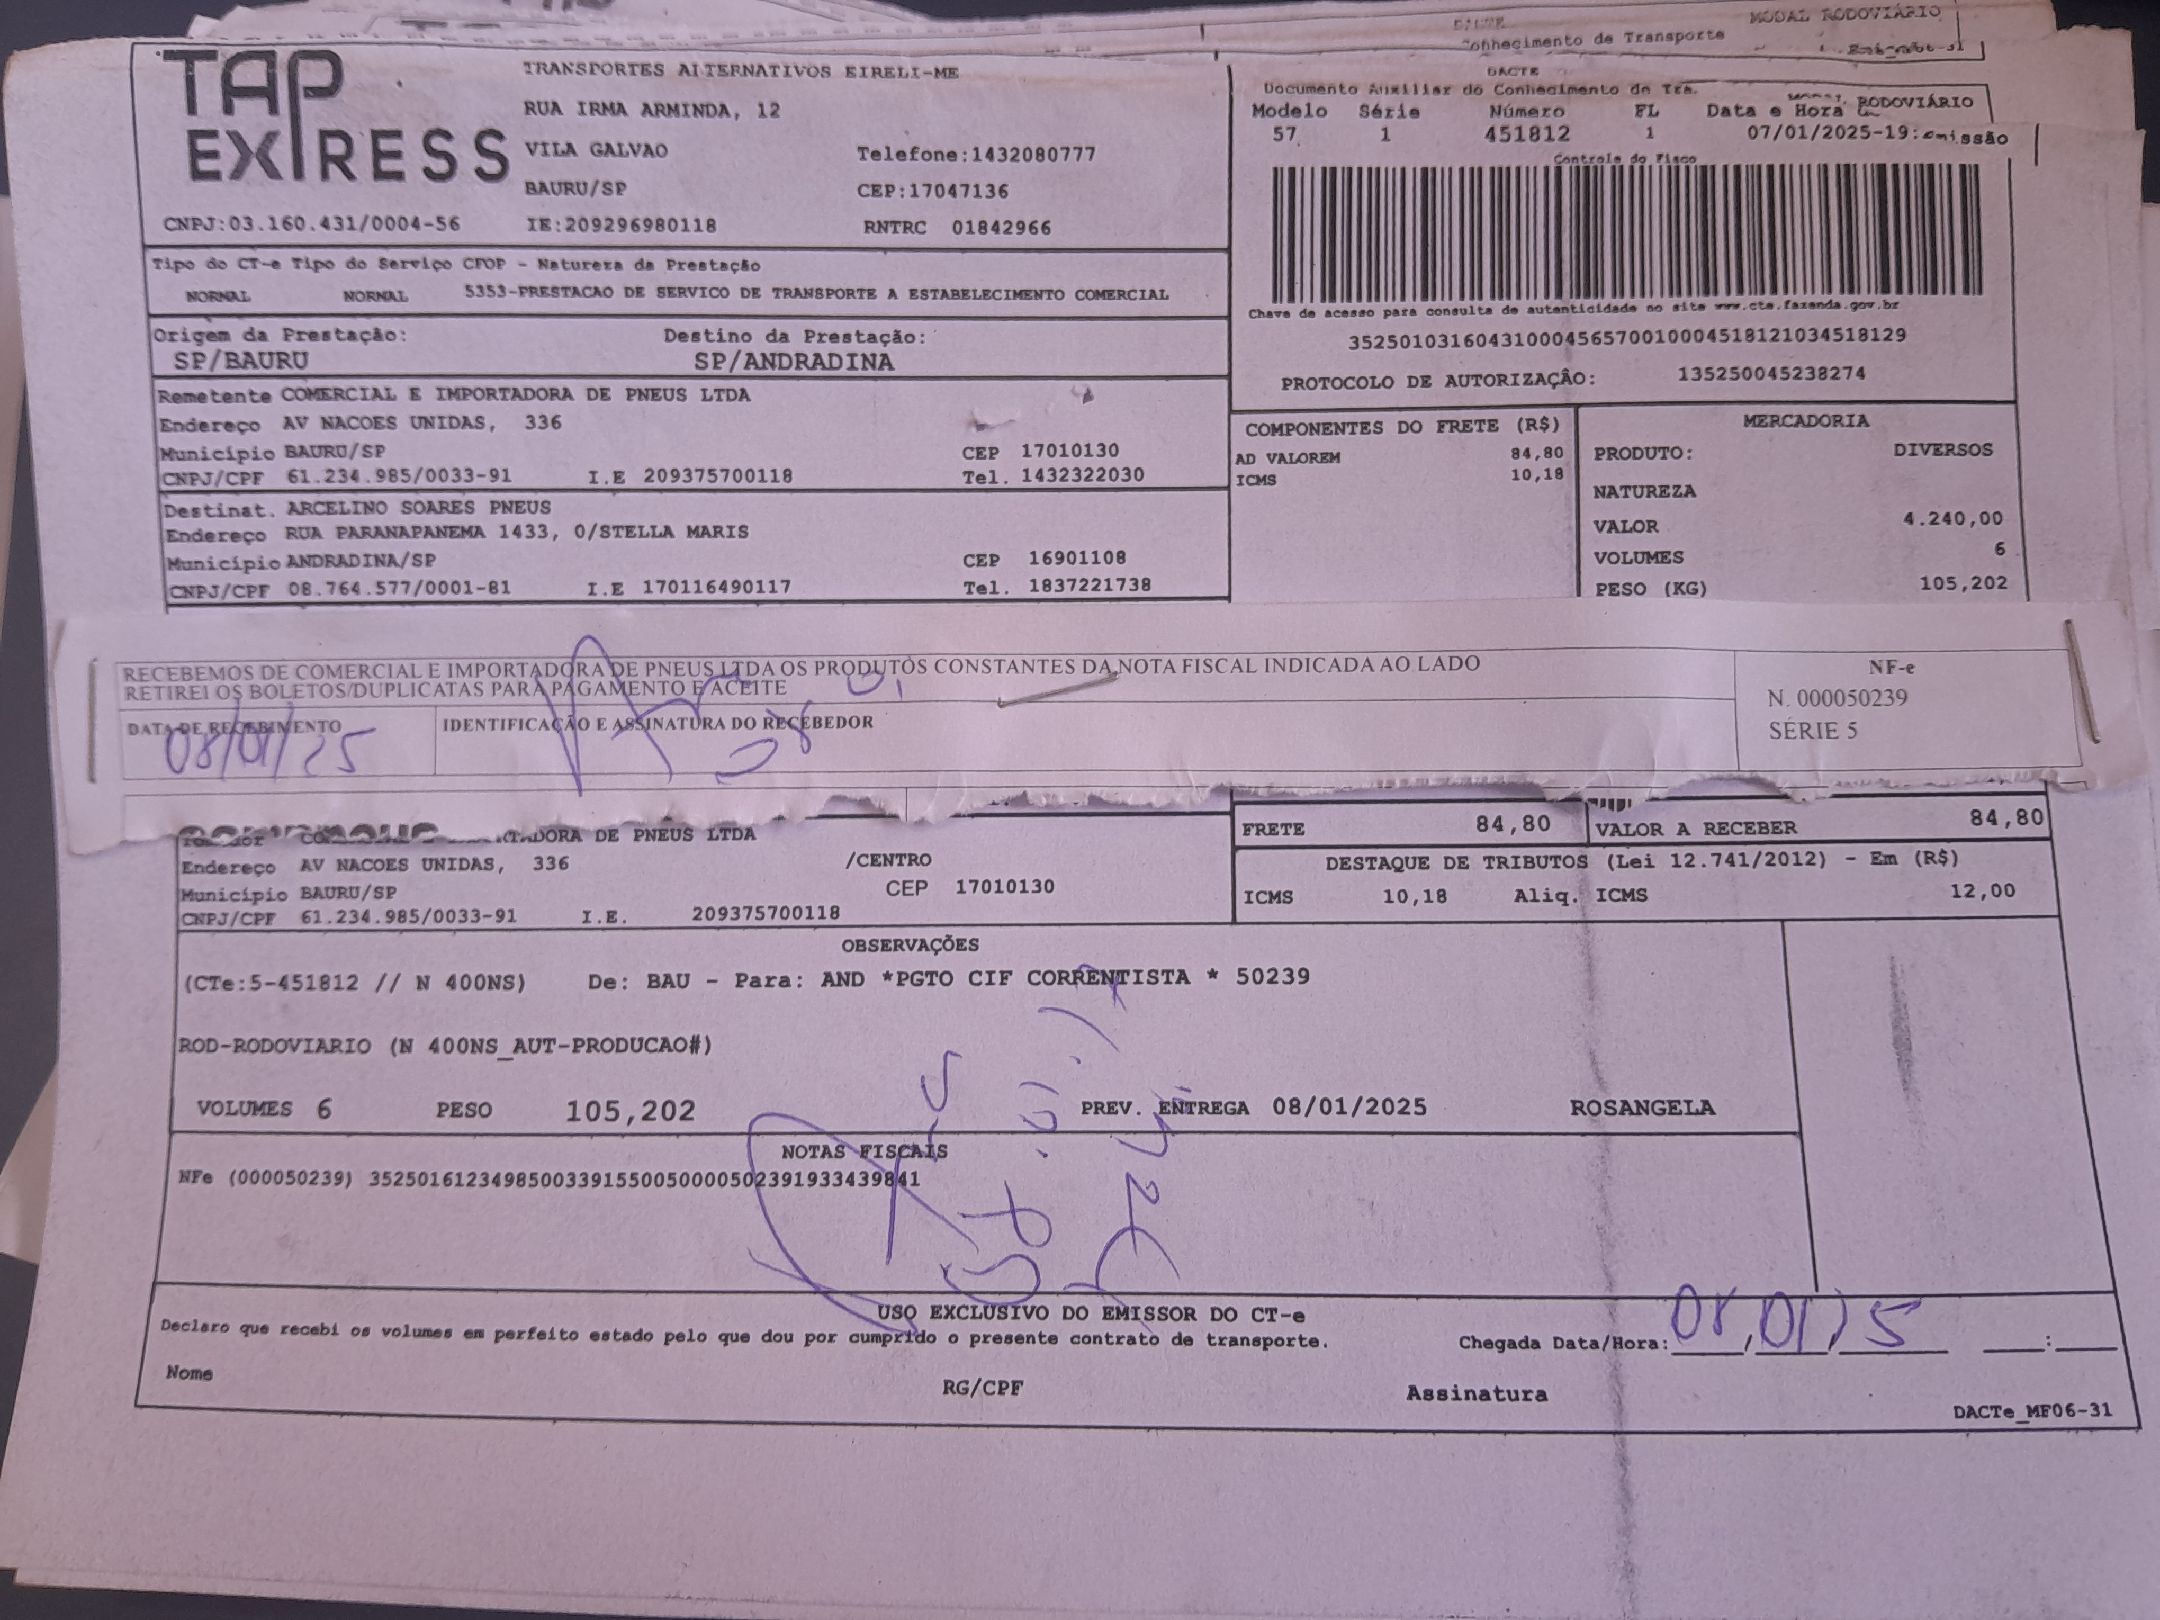 DACTE
MODAL RODOVIÁRIO
onhecimento de Transporte
TAP EXPRESS
TRANSPORTES ALTERNATIVOS EIRELI-ME
RUA IRMA ARMINDA, 12
VILA GALVAO Telefone:1432080777
BAURU/SP CEP:17047136
CNPJ:03.160.431/0004-56 IE:209296980118 RNTRC 01842966
DACTE
Documento Auxiliar do Conhecimento de Tra.
RODOVIÁRIO
Modelo Série Número FL Data e Hora
57 1 451812 1 07/01/2025-19: emissão
Controle do Fisco
Chave de acesso para consulta de autenticidade no site www.cte.fazenda.gov.br
35250103160431000456570010004518121034518129
PROTOCOLO DE AUTORIZAÇÃO: 135250045238274
Tipo do CT-e Tipo do Serviço CFOP - Natureza da Prestação
NORMAL NORMAL 5353-PRESTACAO DE SERVICO DE TRANSPORTE A ESTABELECIMENTO COMERCIAL
Origem da Prestação: Destino da Prestação:
SP/BAURU SP/ANDRADINA
Remetente COMERCIAL E IMPORTADORA DE PNEUS LTDA
Endereço AV NACOES UNIDAS, 336
Município BAURU/SP CEP 17010130
CNPJ/CPF 61.234.985/0033-91 I.E 209375700118 Tel. 1432322030
Destinat. ARCELINO SOARES PNEUS
Endereço RUA PARANAPANEMA 1433, 0/STELLA MARIS
Município ANDRADINA/SP CEP 16901108
CNPJ/CPF 08.764.577/0001-81 I.E 170116490117 Tel. 1837221738
COMPONENTES DO FRETE (R$)
AD VALOREM 84,80
ICMS 10,18
MERCADORIA
PRODUTO: DIVERSOS
NATUREZA
VALOR 4.240,00
VOLUMES 6
PESO (KG) 105,202
RECEBEMOS DE COMERCIAL E IMPORTADORA DE PNEUS LTDA OS PRODUTOS CONSTANTES DA NOTA FISCAL INDICADA AO LADO
RETIREI OS BOLETOS/DUPLICATAS PARA PAGAMENTO E ACEITE
DATA DE RECEBIMENTO IDENTIFICAÇÃO E ASSINATURA DO RECEBEDOR
08/01/25
NF-e
N. 000050239
SÉRIE 5
RTADORA DE PNEUS LTDA
Endereço AV NACOES UNIDAS, 336 /CENTRO
Município BAURU/SP CEP 17010130
CNPJ/CPF 61.234.985/0033-91 I.E. 209375700118
FRETE 84,80 VALOR A RECEBER 84,80
DESTAQUE DE TRIBUTOS (Lei 12.741/2012) - Em (R$)
ICMS 10,18 Aliq. ICMS 12,00
OBSERVAÇÕES
(CTe:5-451812 // N 400NS) De: BAU - Para: AND *PGTO CIF CORRENTISTA * 50239
ROD-RODOVIARIO (N 400NS_AUT-PRODUCAO#)
VOLUMES 6 PESO 105,202 PREV. ENTREGA 08/01/2025 ROSANGELA
NOTAS FISCAIS
NFe (000050239) 35250161234985003391550050000502391933439841
USO EXCLUSIVO DO EMISSOR DO CT-e
Declaro que recebi os volumes em perfeito estado pelo que dou por cumprido o presente contrato de transporte.
Chegada Data/Hora: 08/01/25 __:__
Nome RG/CPF Assinatura
DACTe_MF06-31